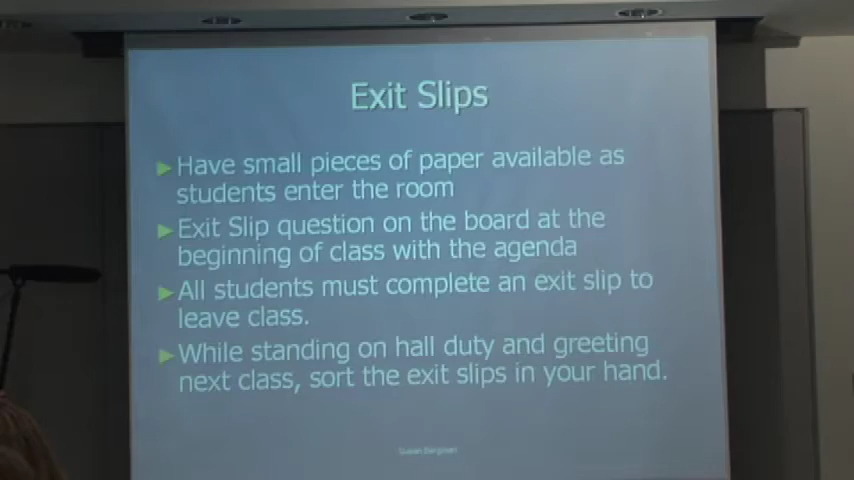 Exit Slips
Have small pieces of paper available as
students enter the room
Exit Slip question on the board at the
beginning of class with the agenda
All students must complete an exit slip to
leave class.
While standing on hall duty and greeting
next class, sort the exit slips in your hand.